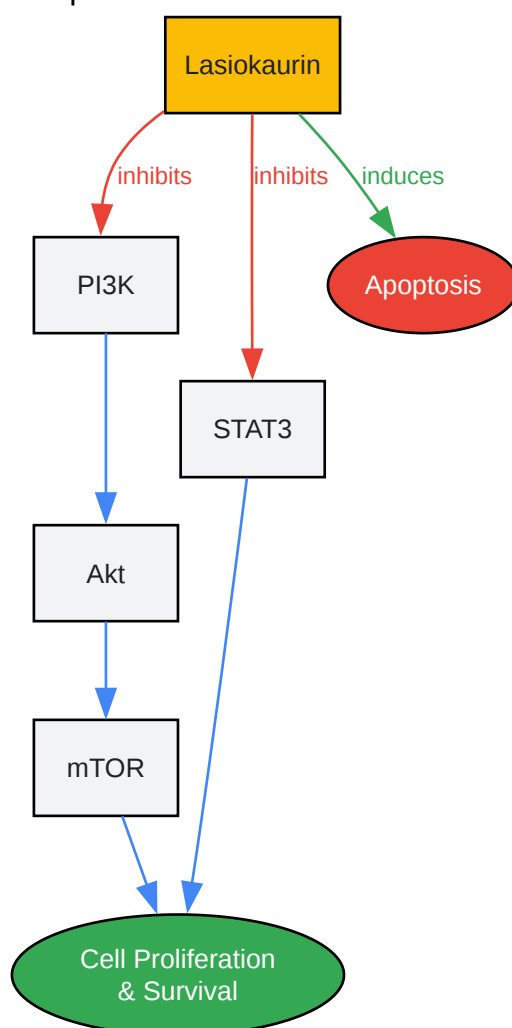 Lasiokaurin
inhibits
inhibits
induces
PI3K
Apoptosis
STAT3
Akt
mTOR
Cell Proliferation
& Survival